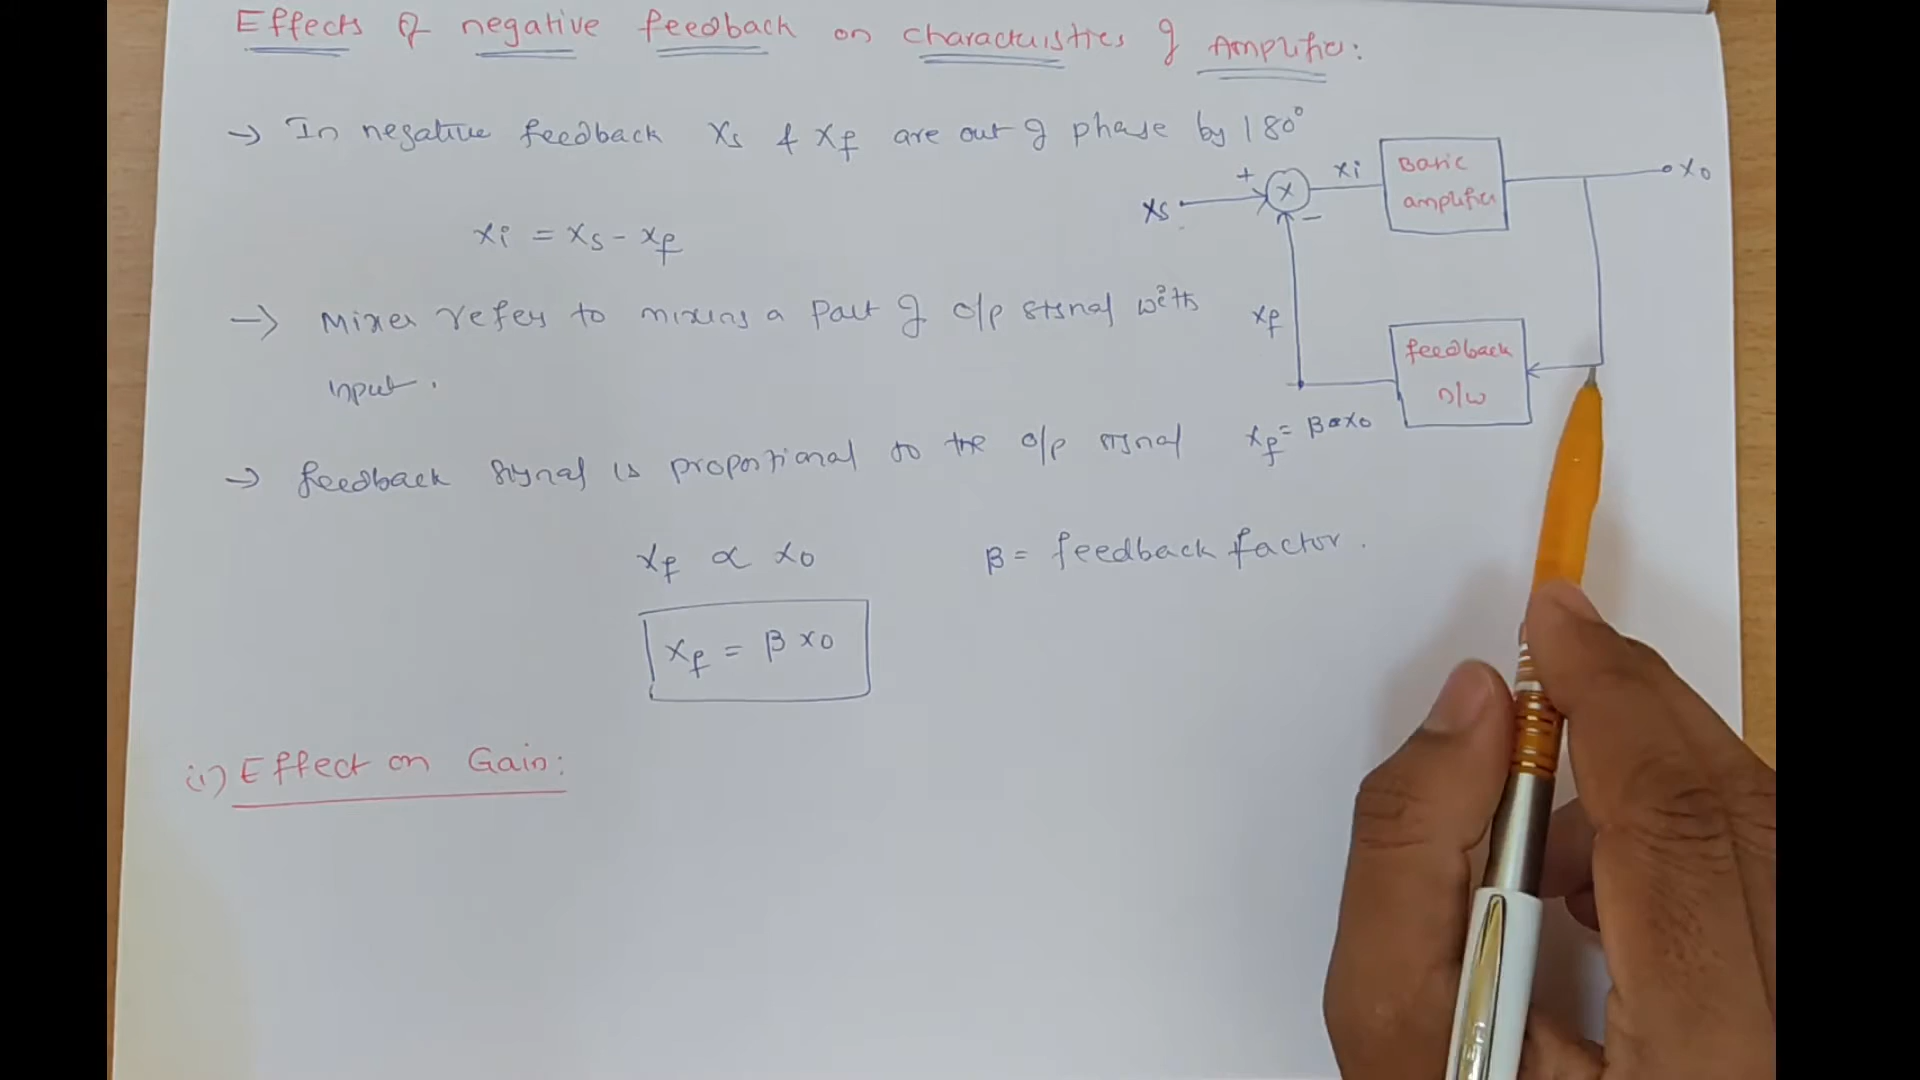 Effects of negative feedback on characteristics of Amplifier:
→ In negative feedback Xs & Xf are out of phase by 180°
+ Xi Basic amplifier Xo
Xs X −
Xi = Xs - Xf
→ Mixer refers to mixing a part of o/p signal with
input.
Xf feedback n/w
→ feedback signal is proportional to the o/p signal
Xf = β Xo
Xf ∝ Xo β = feedback factor.
Xf = β Xo
(i) Effect on Gain: